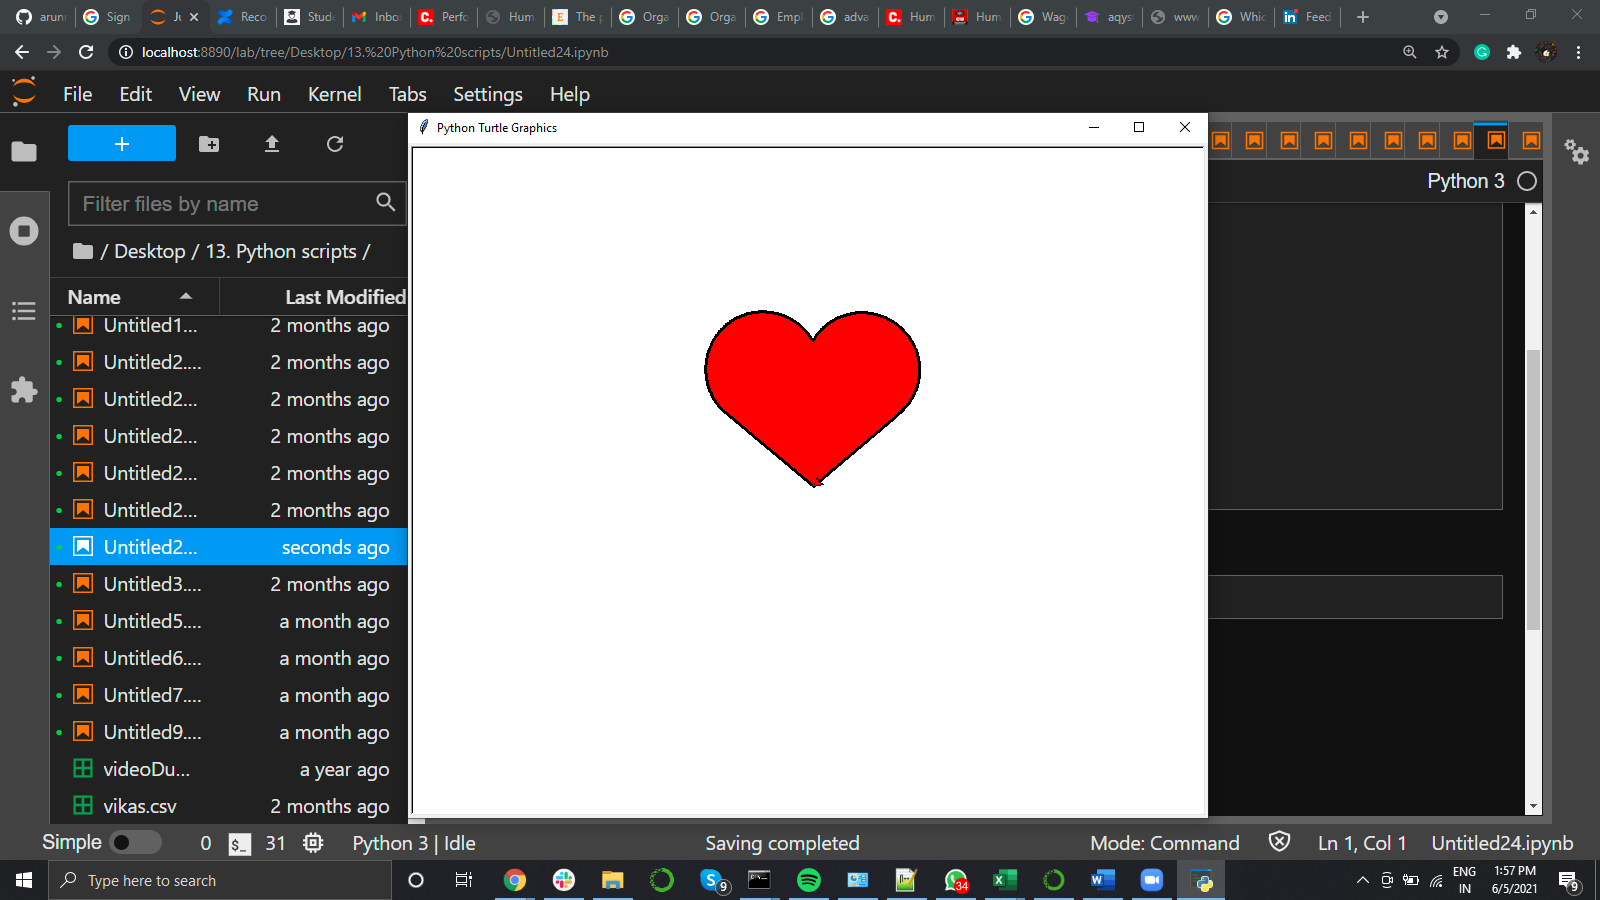 arunr Sign Ju Reco Stud Inbo Perfo Hum The p Orga Orga Empl adva Hum Hum Wag aqys www Whic Feed
localhost:8890/lab/tree/Desktop/13.%20Python%20scripts/Untitled24.ipynb
File Edit View Run Kernel Tabs Settings Help
Python Turtle Graphics
Python 3
Filter files by name
/ Desktop / 13. Python scripts /
Name Last Modified
Untitled1... 2 months ago
Untitled2.... 2 months ago
Untitled2... 2 months ago
Untitled2... 2 months ago
Untitled2... 2 months ago
Untitled2... 2 months ago
Untitled2... seconds ago
Untitled3.... 2 months ago
Untitled5.... a month ago
Untitled6.... a month ago
Untitled7.... a month ago
Untitled9.... a month ago
videoDu... a year ago
vikas.csv 2 months ago
Simple 0 $_ 31 Python 3 | Idle Saving completed Mode: Command Ln 1, Col 1 Untitled24.ipynb
Type here to search 9 34 ENG 1:57 PM
IN 6/5/2021 9